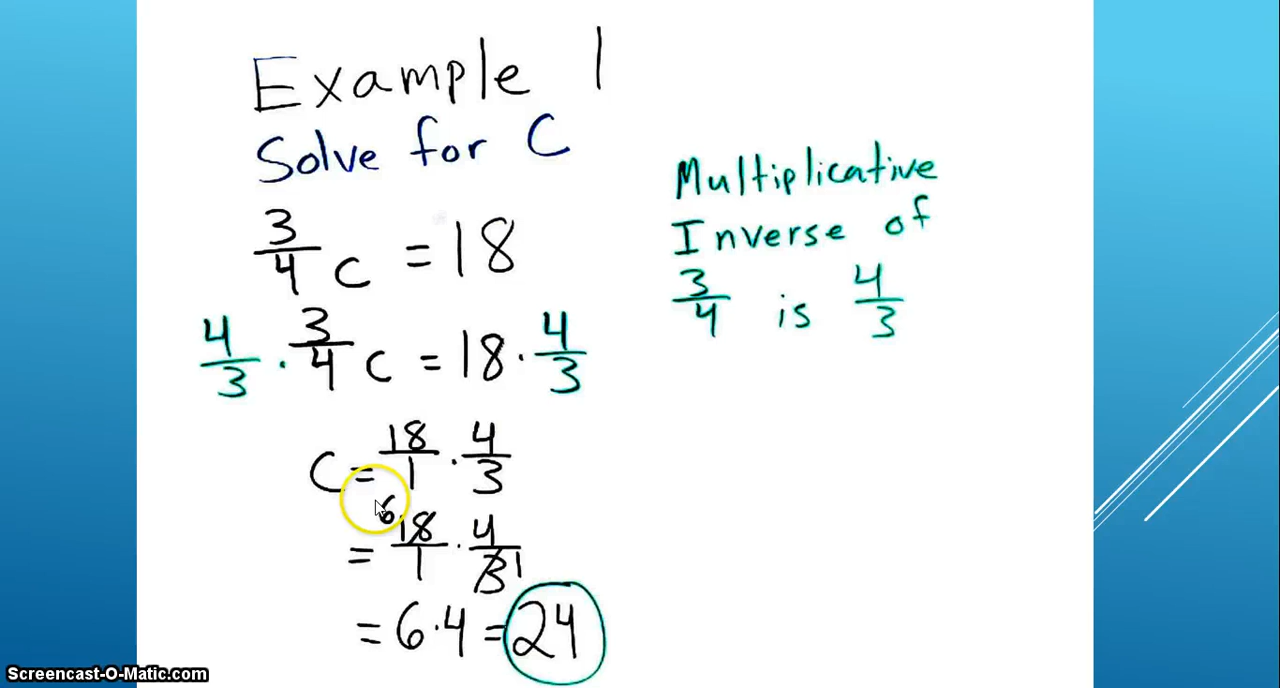 Example 1
Solve for C
3/4 C = 18
4/3 · 3/4 C = 18 · 4/3
C = 18/1 · 4/3
6
= 18/1 · 4/3 1
= 6 · 4 = 24
Multiplicative
Inverse of
3/4 is 4/3
Screencast-O-Matic.com